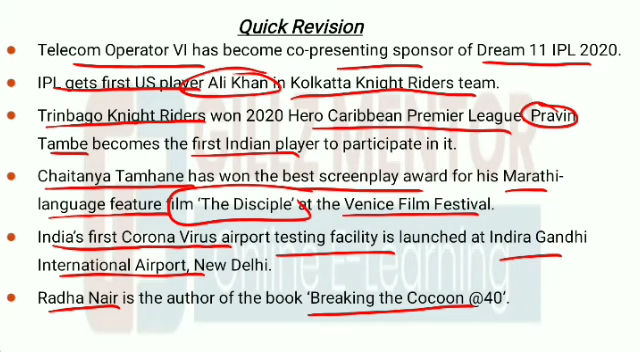 Quick Revision
Telecom Operator VI has become co-presenting sponsor of Dream 11 IPL 2020.
IPL gets first US player Ali Khan in Kolkatta Knight Riders team.
Trinbago Knight Riders won 2020 Hero Caribbean Premier League. Pravin
Tambe becomes the first Indian player to participate in it.
Chaitanya Tamhane has won the best screenplay award for his Marathi-
language feature film 'The Disciple' at the Venice Film Festival.
India's first Corona Virus airport testing facility is launched at Indira Gandhi
International Airport, New Delhi.
Radha Nair is the author of the book 'Breaking the Cocoon @40'.
Online E-Learning